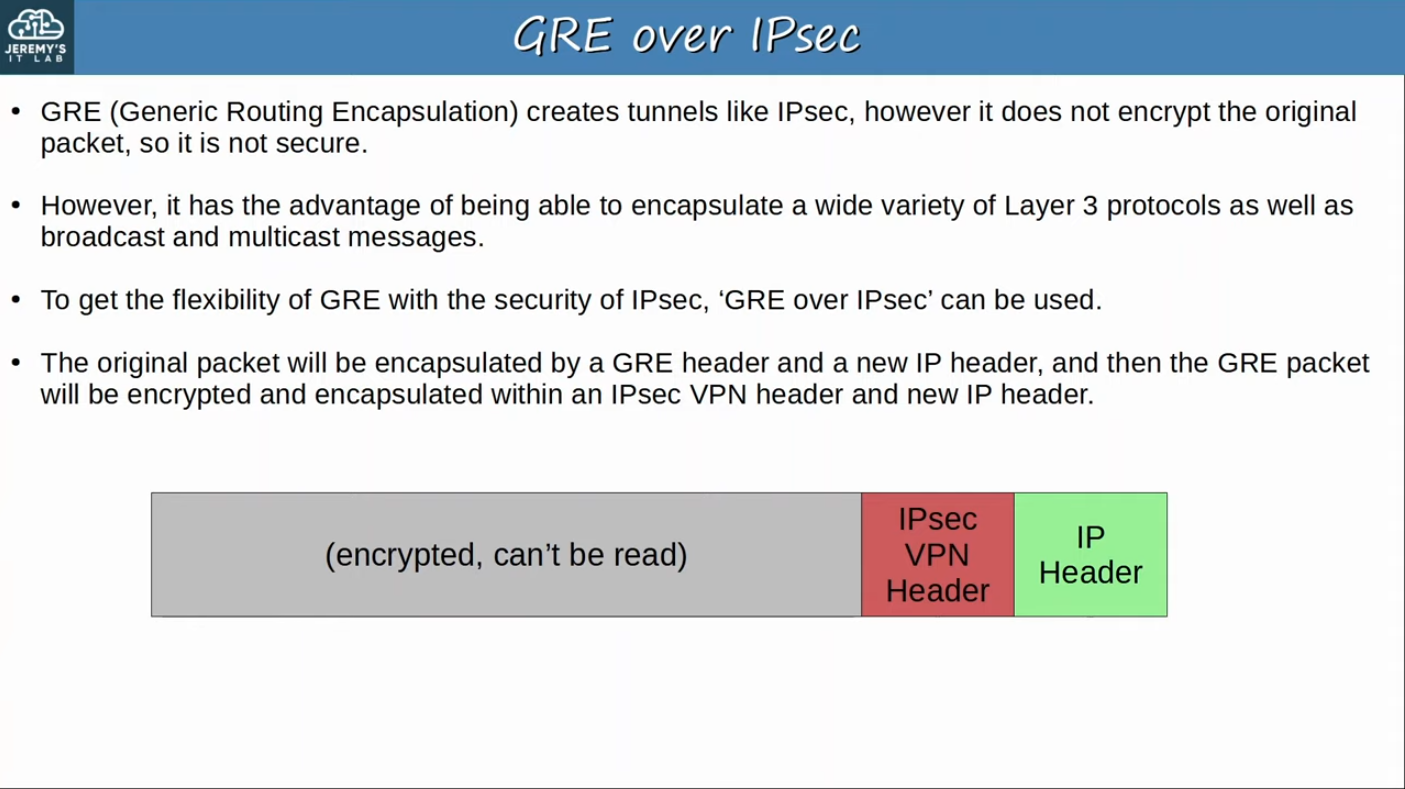 JEREMY'S
IT LAB
GRE over IPsec
• GRE (Generic Routing Encapsulation) creates tunnels like IPsec, however it does not encrypt the original
packet, so it is not secure.
• However, it has the advantage of being able to encapsulate a wide variety of Layer 3 protocols as well as
broadcast and multicast messages.
• To get the flexibility of GRE with the security of IPsec, ‘GRE over IPsec’ can be used.
• The original packet will be encapsulated by a GRE header and a new IP header, and then the GRE packet
will be encrypted and encapsulated within an IPsec VPN header and new IP header.
(encrypted, can’t be read)
IPsec
VPN
Header
IP
Header